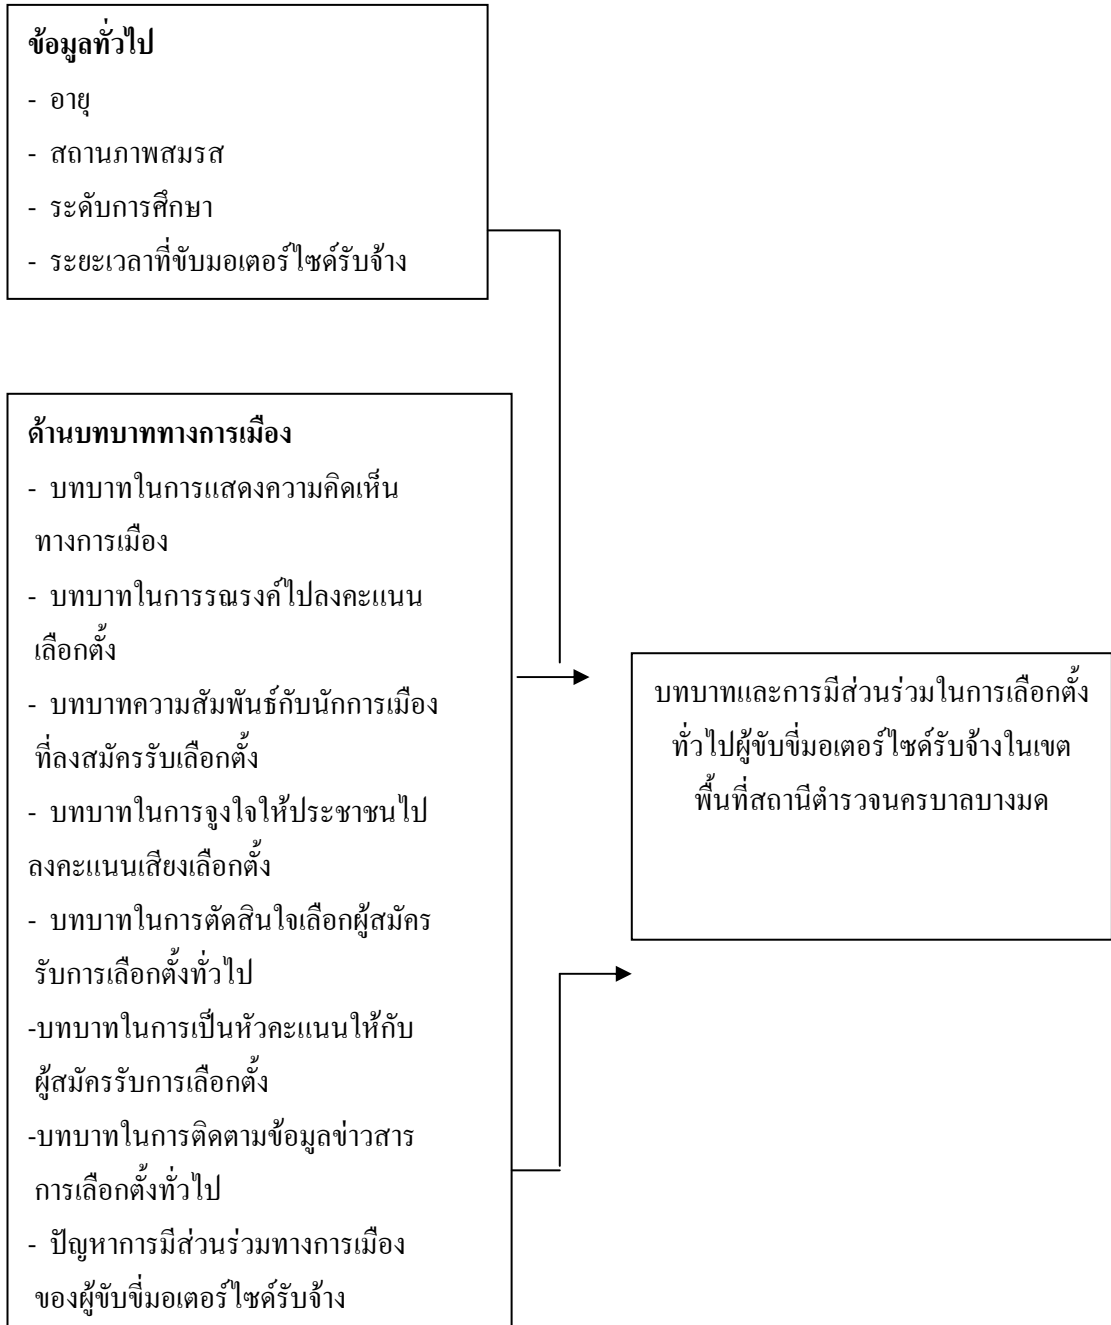 ข้อมูลทั่วไป
- อายุ
- สถานภาพสมรส
- ระดับการศึกษา
- ระยะเวลาที่ขับมอเตอร์ไซด์รับจ้าง
ด้านบทบาททางการเมือง
- บทบาทในการแสดงความคิดเห็น
ทางการเมือง
- บทบาทในการรณรงค์ไปลงคะแนน
เลือกตั้ง
- บทบาทความสัมพันธ์กับนักการเมือง
ที่ลงสมัครรับเลือกตั้ง
- บทบาทในการจูงใจให้ประชาชนไป
ลงคะแนนเสียงเลือกตั้ง
- บทบาทในการตัดสินใจเลือกผู้สมัคร
รับการเลือกตั้งทั่วไป
-บทบาทในการเป็นหัวคะแนนให้กับ
ผู้สมัครรับการเลือกตั้ง
-บทบาทในการติดตามข้อมูลข่าวสาร
การเลือกตั้งทั่วไป
- ปัญหาการมีส่วนร่วมทางการเมือง
ของผู้ขับขี่มอเตอร์ไซด์รับจ้าง
บทบาทและการมีส่วนร่วมในการเลือกตั้ง
ทั่วไปผู้ขับขี่มอเตอร์ไซด์รับจ้างในเขต
พื้นที่สถานีตำรวจนครบาลบางมด